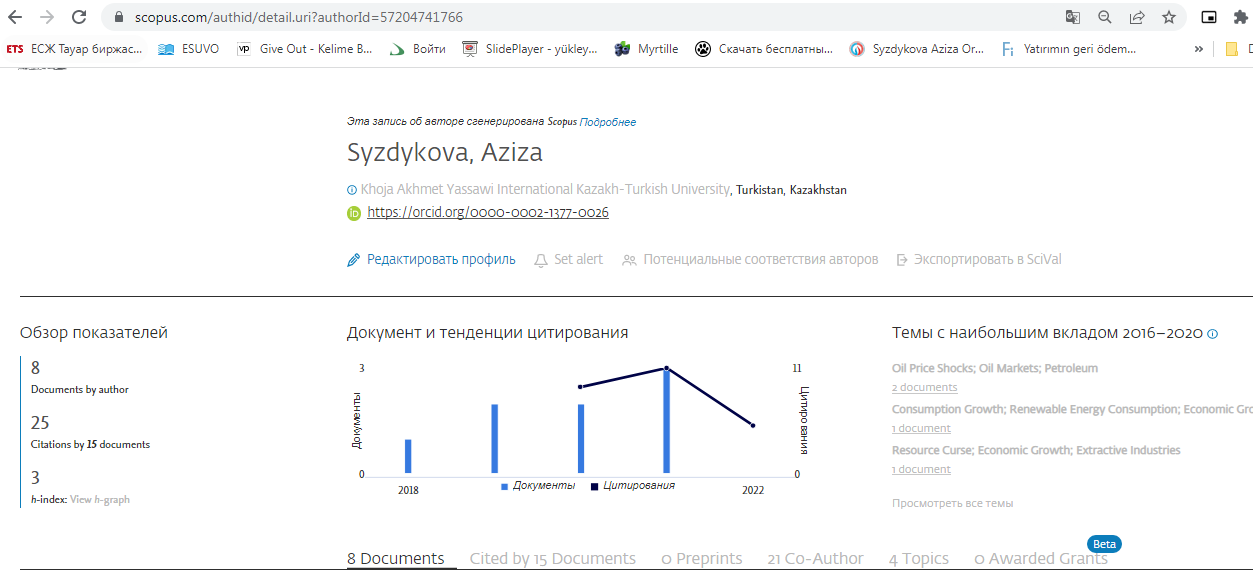 scopus.com/authid/detail.uri?authorId=57204741766
ETS ЕСЖ Тауар биржас... ESUVO vp Give Out - Kelime B... Войти SlidePlayer - yükley... Myrtille Скачать бесплатны... Syzdykova Aziza Or... Yatırımın geri ödem... »
Эта запись об авторе сгенерирована Scopus Подробнее
Syzdykova, Aziza
Khoja Akhmet Yassawi International Kazakh-Turkish University, Turkistan, Kazakhstan
iD https://orcid.org/0000-0002-1377-0026
Редактировать профиль Set alert Потенциальные соответствия авторов Экспортировать в SciVal
Обзор показателей
8
Documents by author
25
Citations by 15 documents
3
h-index: View h-graph
Документ и тенденции цитирования
3
11
Документы
Цитирования
0
0
2018
2022
Документы Цитирования
Темы с наибольшим вкладом 2016–2020
Oil Price Shocks; Oil Markets; Petroleum
2 documents
Consumption Growth; Renewable Energy Consumption; Economic Gro
1 document
Resource Curse; Economic Growth; Extractive Industries
1 document
Просмотреть все темы
Beta
8 Documents Cited by 15 Documents 0 Preprints 21 Co-Author 4 Topics 0 Awarded Grants